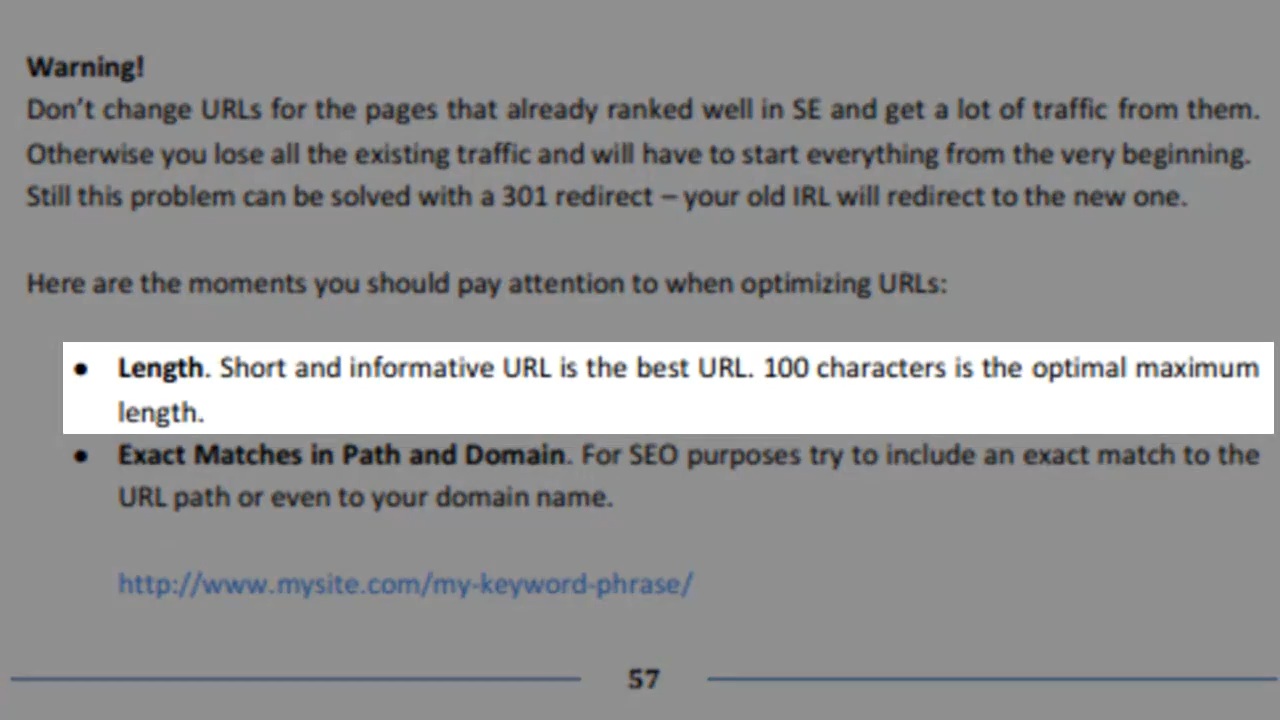 Warning!
Don't change URLs for the pages that already ranked well in SE and get a lot of traffic from them.
Otherwise you lose all the existing traffic and will have to start everything from the very beginning.
Still this problem can be solved with a 301 redirect – your old IRL will redirect to the new one.
Here are the moments you should pay attention to when optimizing URLs:
● Length. Short and informative URL is the best URL. 100 characters is the optimal maximum
length.
● Exact Matches in Path and Domain. For SEO purposes try to include an exact match to the
URL path or even to your domain name.
http://www.mysite.com/my-keyword-phrase/
57